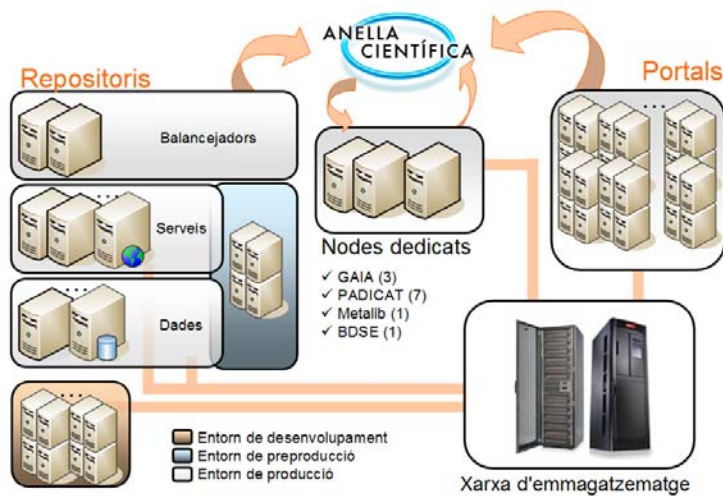 ANELLA
CIENTÍFICA
Repositoris
Portals
Balancejadors
Serveis
Dades
Nodes dedicats
✓ GAIA (3)
✓ PADICAT (7)
✓ Metalib (1)
✓ BDSE (1)
Entorn de desenvolupament
Entorn de preproducció
Entorn de producció
Xarxa d'emmagatzematge